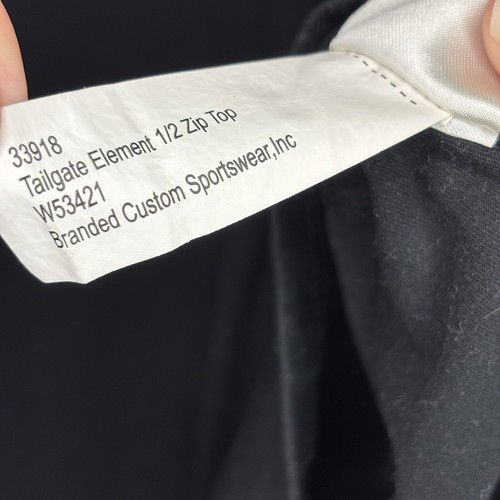 33918
Tailgate Element 1/2 Zip Top
W53421
Branded Custom Sportswear,Inc